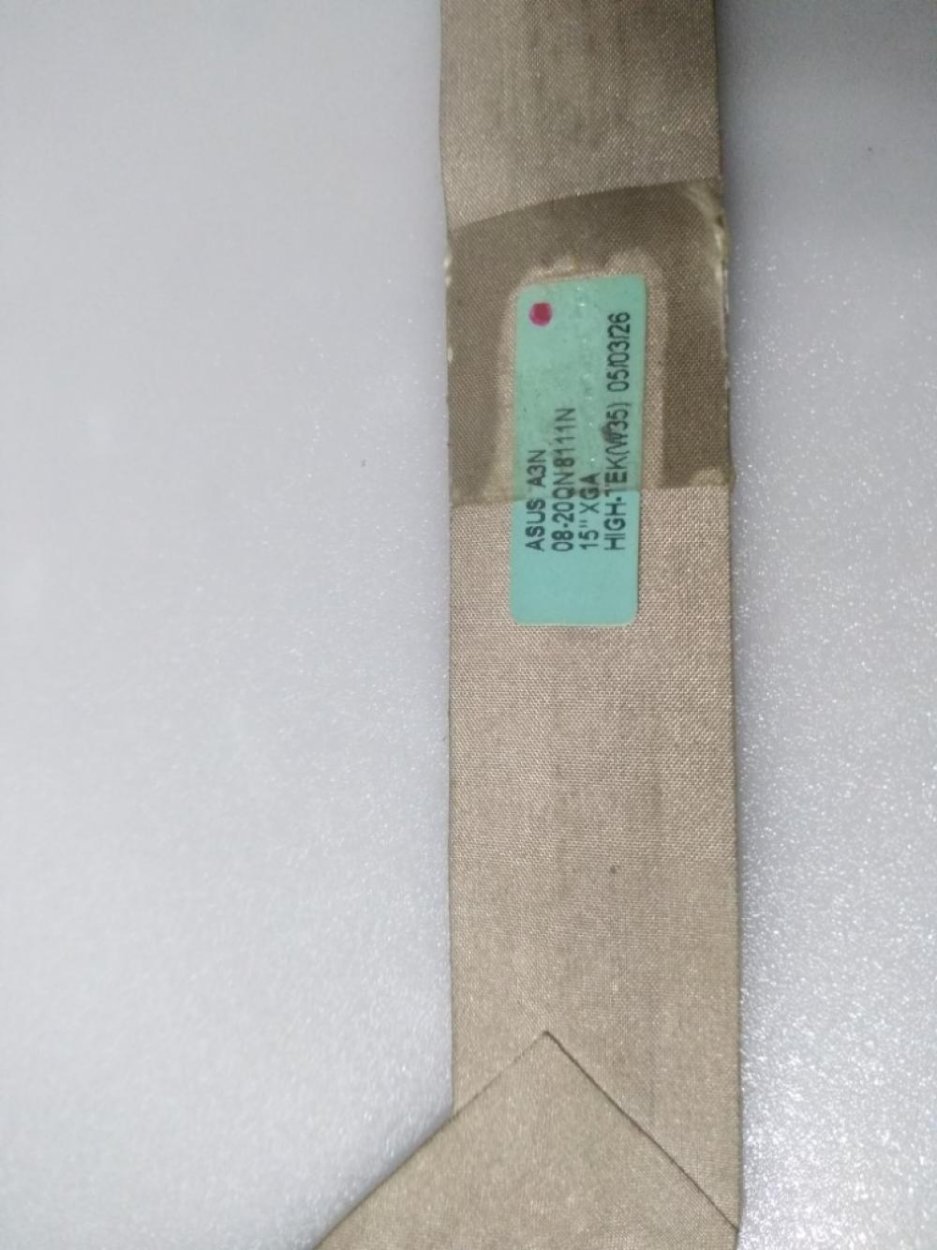 ASUS A3N
08-20QN8111N
15" XGA
HIGH-TEK(W35) 05/03/26